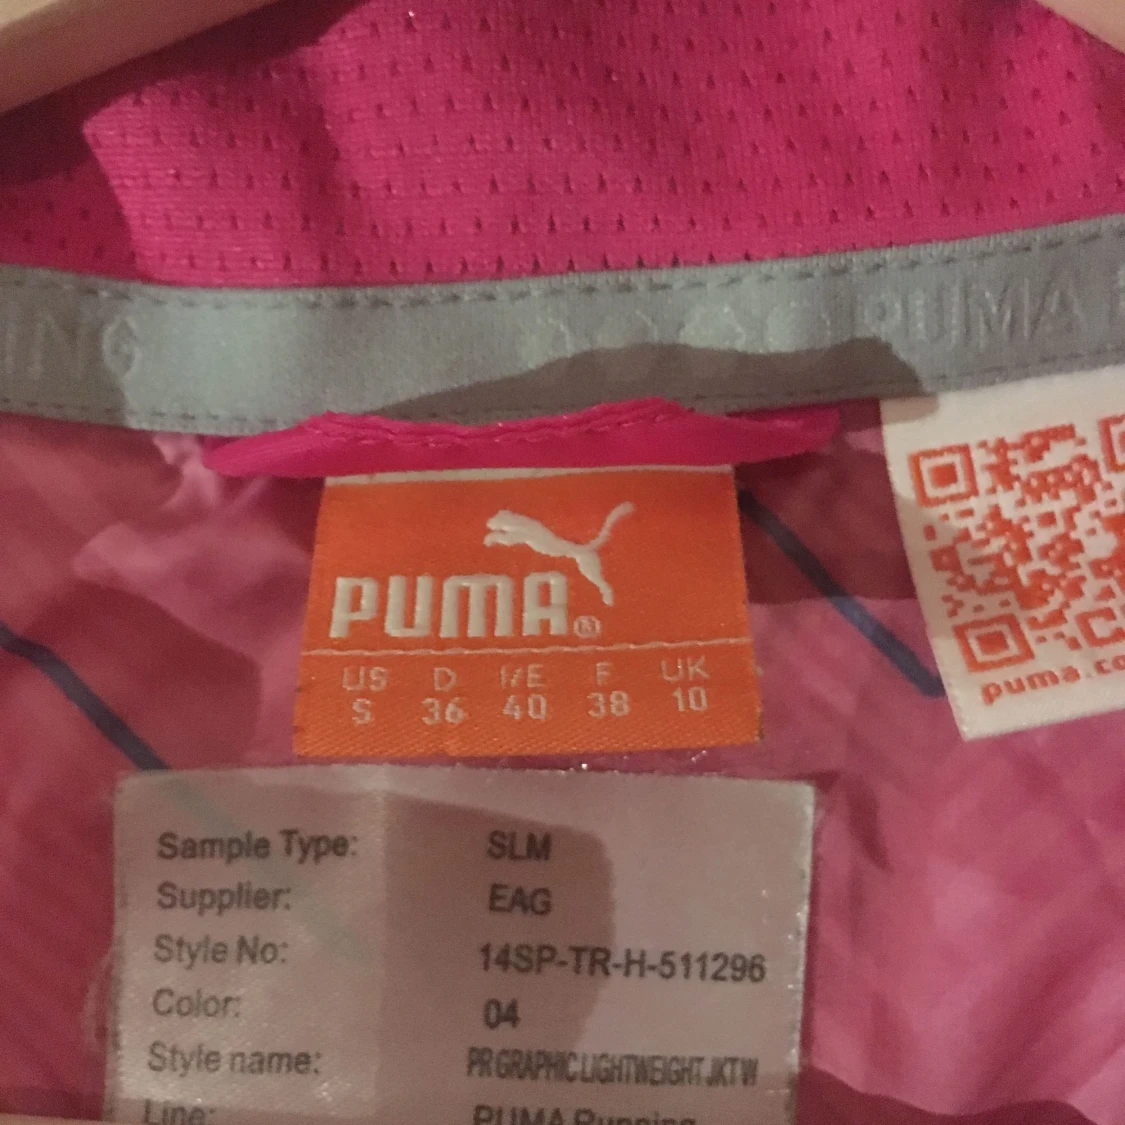 ING
PUMA
PUMA®
US D I/E F UK
S 36 40 38 10
puma.co
Sample Type: SLM
Supplier: EAG
Style No: 14SP-TR-H-511296
Color: 04
Style name: PR GRAPHIC LIGHTWEIGHT JKT W
Line: PUMA Running